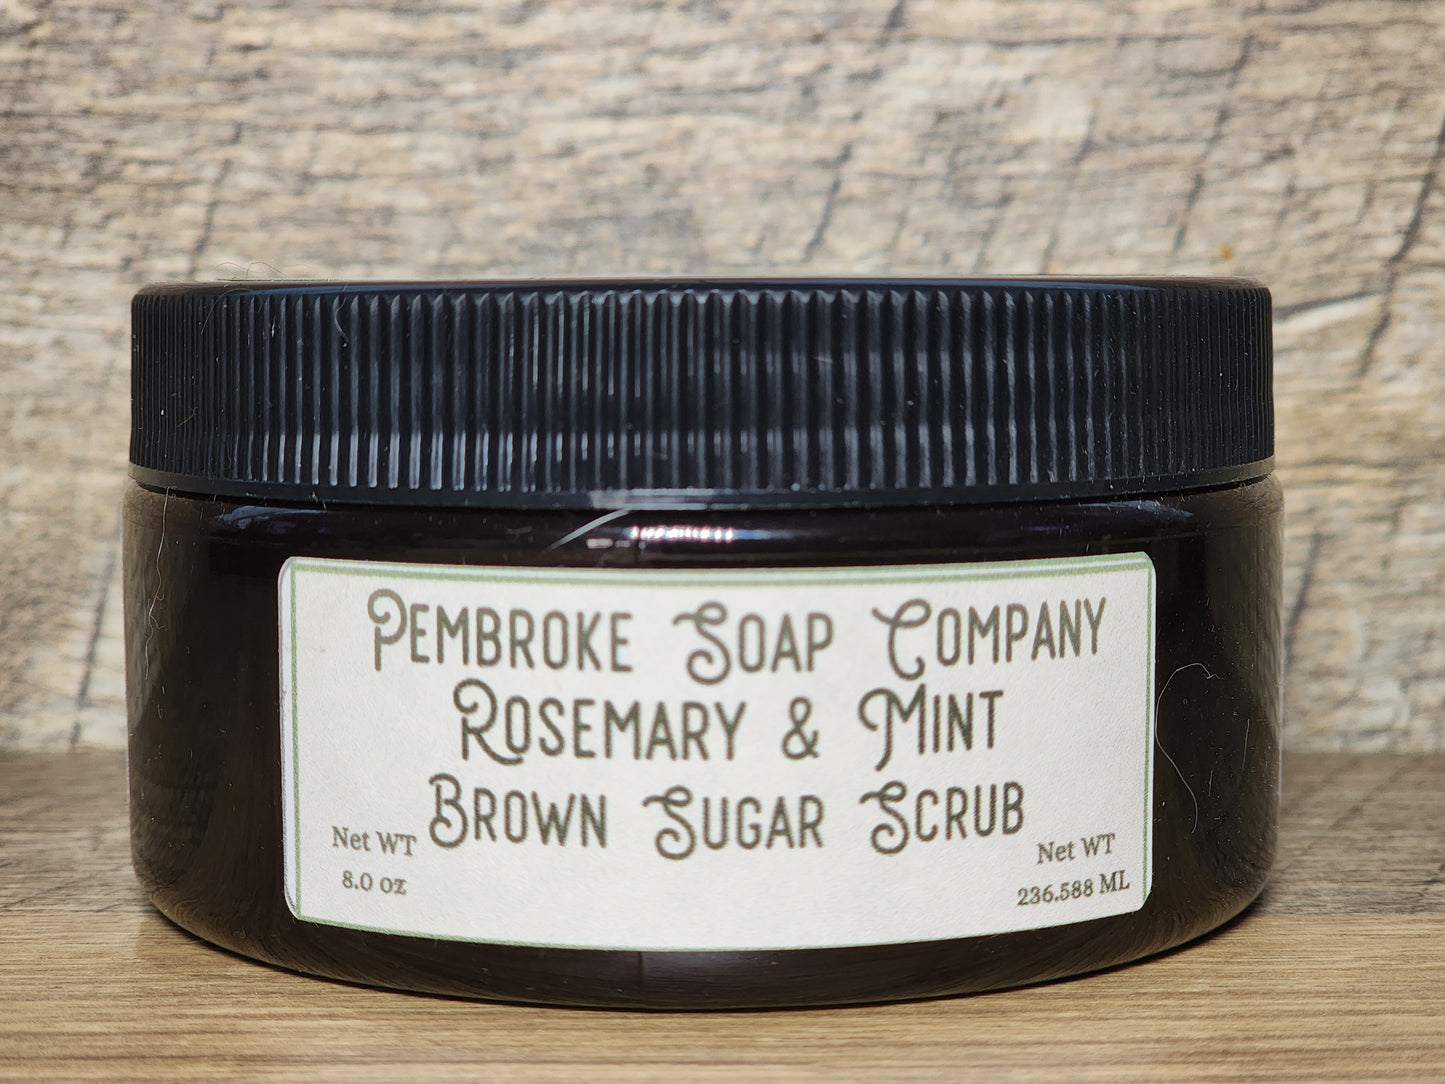 Pembroke Soap Company
Rosemary & Mint
Brown Sugar Scrub
Net WT
8.0 oz
Net WT
236.588 ML